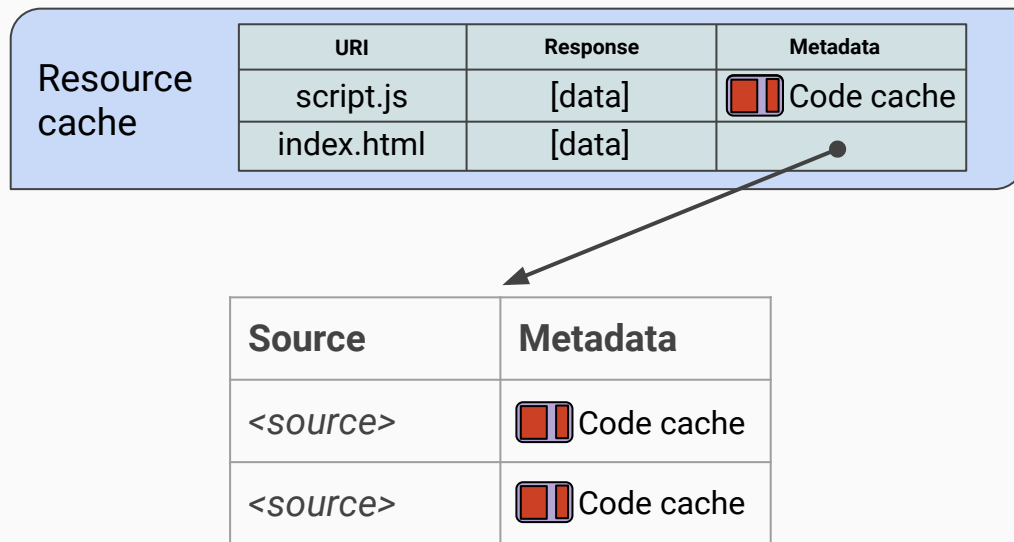 Resource
cache
URI Response Metadata
script.js [data] Code cache
index.html [data]
Source Metadata
<source> Code cache
<source> Code cache